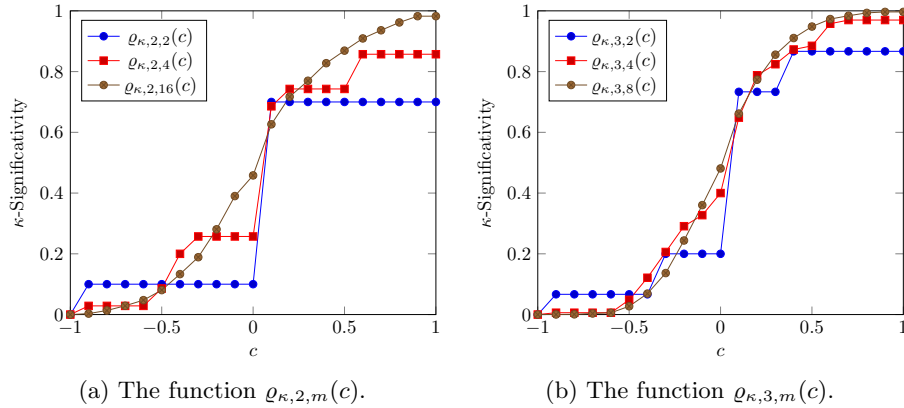 κ-Significativity
1
0.8
0.6
0.4
0.2
0
−1
−0.5
0
0.5
1
c
ϱκ,2,2(c)
ϱκ,2,4(c)
ϱκ,2,16(c)
(a) The function ϱκ,2,m(c).
κ-Significativity
1
0.8
0.6
0.4
0.2
0
−1
−0.5
0
0.5
1
c
ϱκ,3,2(c)
ϱκ,3,4(c)
ϱκ,3,8(c)
(b) The function ϱκ,3,m(c).